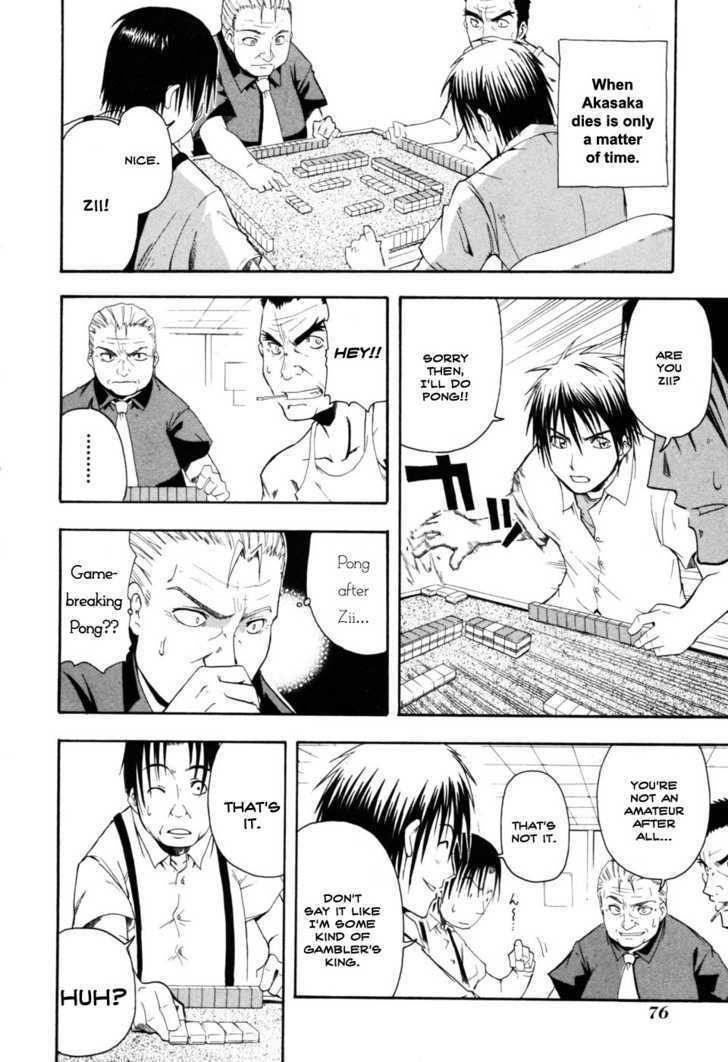 When
Akasaka
dies is only
a matter
of time.
NICE.
ZII!
ARE
YOU
ZII?
SORRY
THEN,
I'LL DO
PONG!!
ガ
HEY!!
........
Pong
after
Zii...
Game-
breaking
Pong??
YOU'RE
NOT AN
AMATEUR
AFTER
ALL...
THAT'S
NOT IT.
ん〜...
DON'T
SAY IT LIKE
I'M SOME
KIND OF
GAMBLER'S
KING.
THAT'S
IT.
HUH?
76